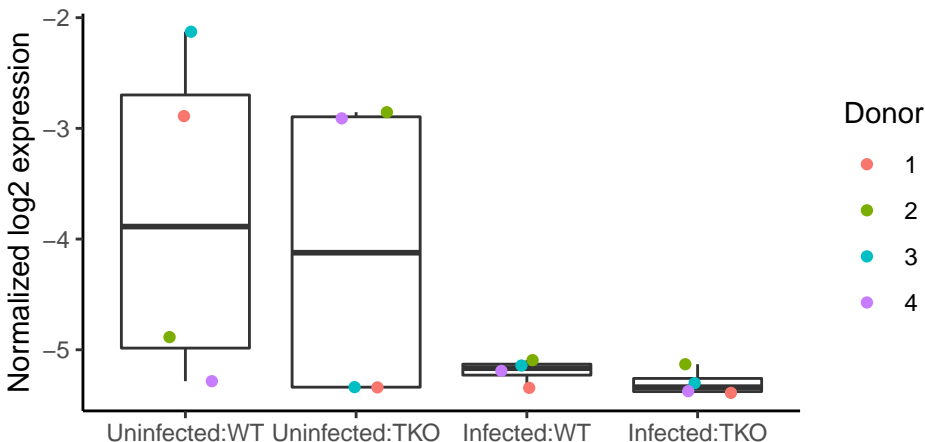 Normalized log2 expression
−2
−3
−4
−5
Uninfected:WT
Uninfected:TKO
Infected:WT
Infected:TKO
Donor
1
2
3
4